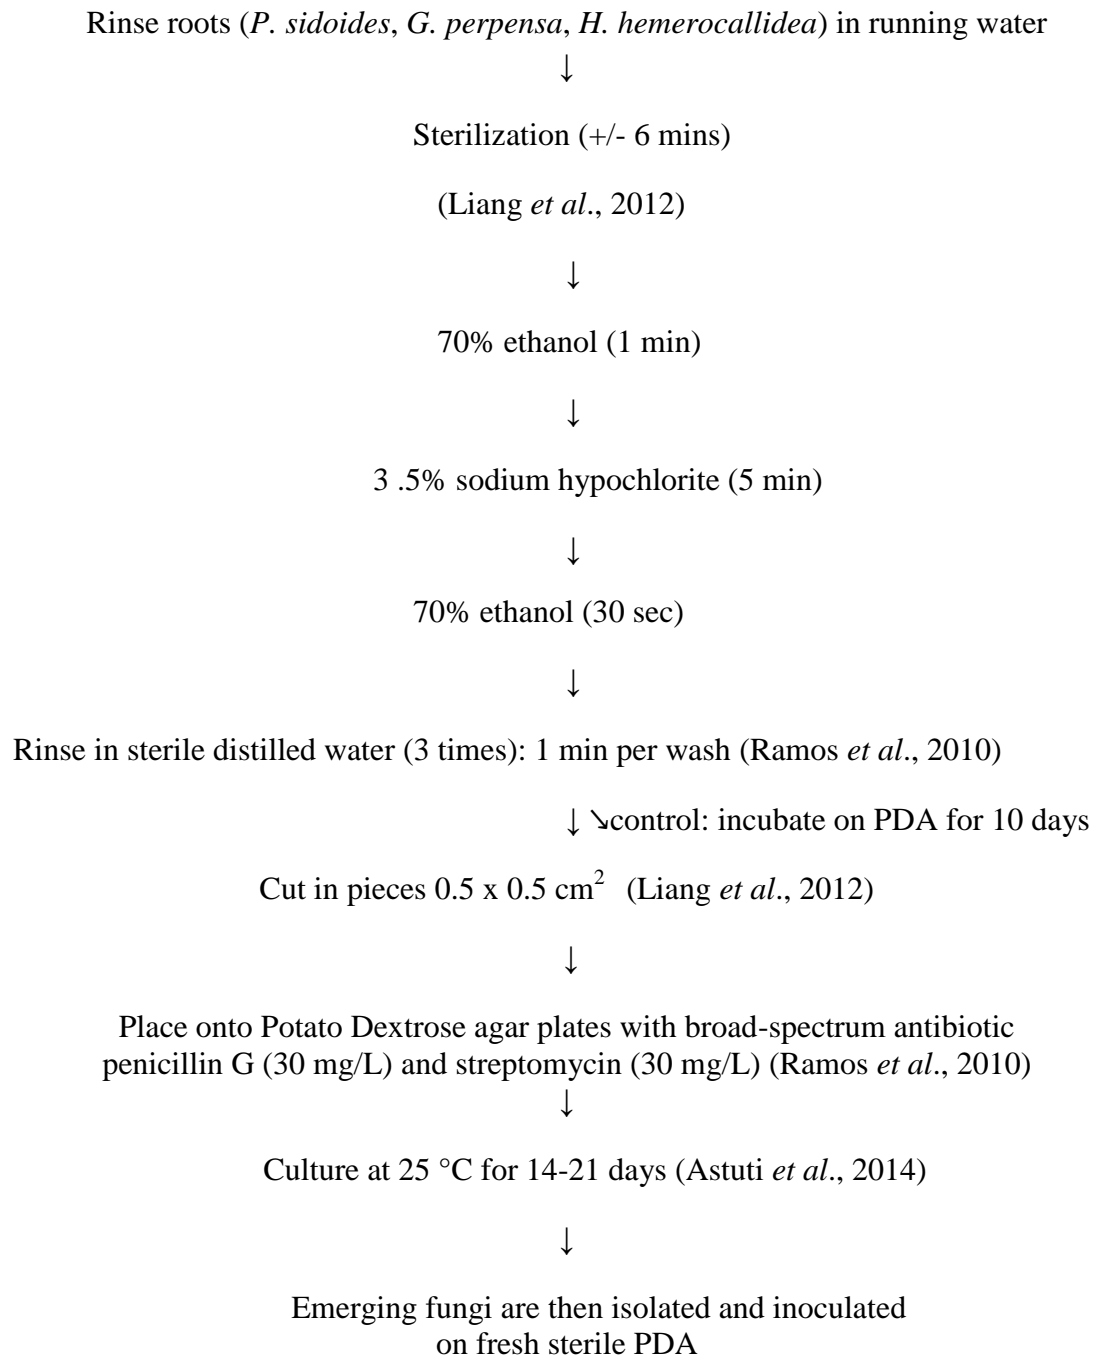 Rinse roots (P. sidoides, G. perpensa, H. hemerocallidea) in running water
↓
Sterilization (+/- 6 mins)
(Liang et al., 2012)
↓
70% ethanol (1 min)
↓
3 .5% sodium hypochlorite (5 min)
↓
70% ethanol (30 sec)
↓
Rinse in sterile distilled water (3 times): 1 min per wash (Ramos et al., 2010)
↓ ↘control: incubate on PDA for 10 days
Cut in pieces 0.5 x 0.5 cm² (Liang et al., 2012)
↓
Place onto Potato Dextrose agar plates with broad-spectrum antibiotic
penicillin G (30 mg/L) and streptomycin (30 mg/L) (Ramos et al., 2010)
↓
Culture at 25 °C for 14-21 days (Astuti et al., 2014)
↓
Emerging fungi are then isolated and inoculated
on fresh sterile PDA